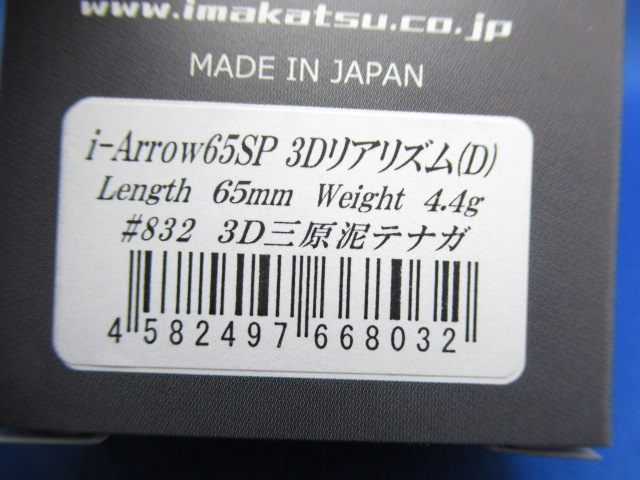 www.imakatsu.co.jp
MADE IN JAPAN
i-Arrow65SP 3Dリアリズム(D)
Length 65mm Weight 4.4g
#832 3D三原泥テナガ
4 582497 668032